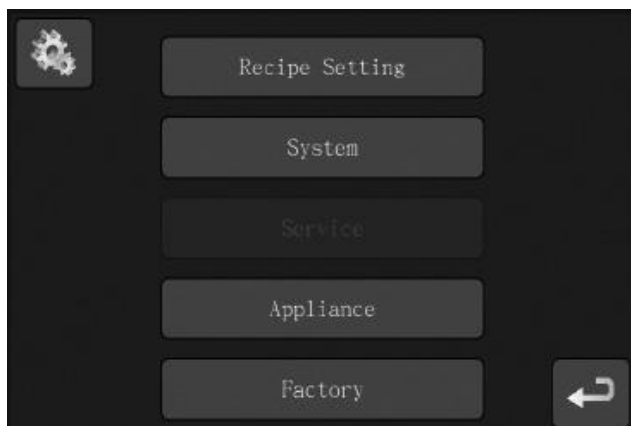 Recipe Setting
System
Service
Appliance
Factory